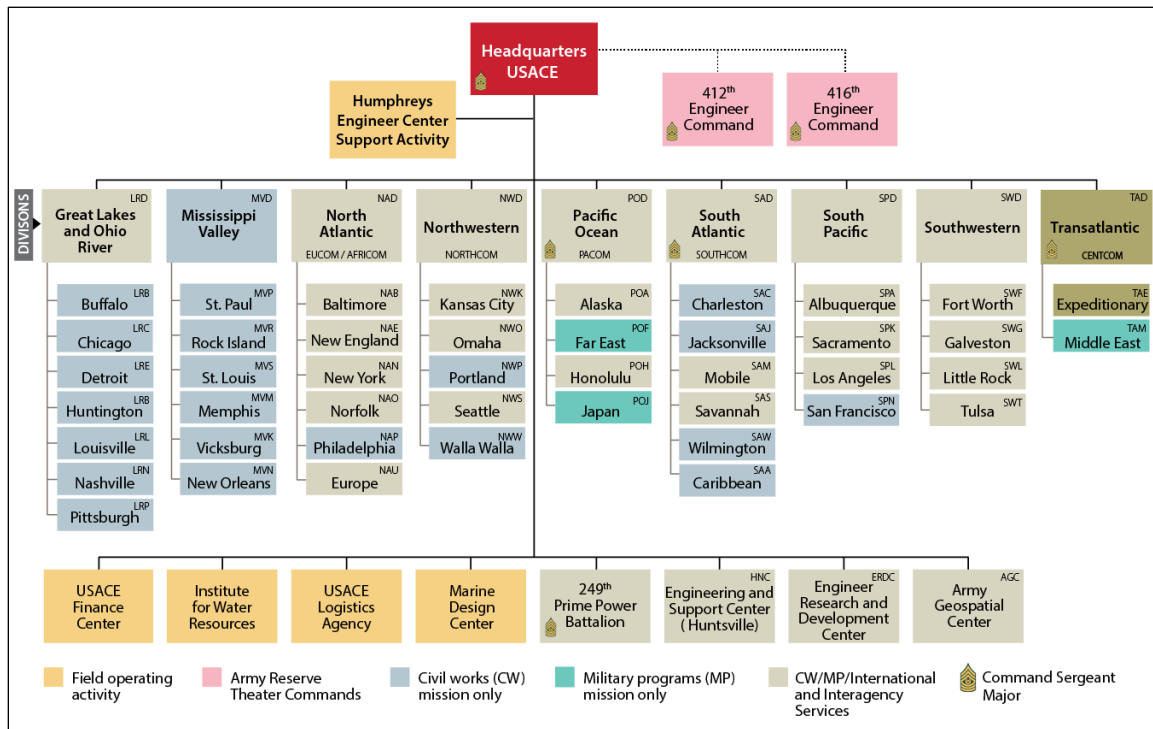 Headquarters
USACE
412th
Engineer
Command
416th
Engineer
Command
Humphreys
Engineer Center
Support Activity
DIVISONS
LRD
Great Lakes
and Ohio
River
MVD
Mississippi
Valley
NAD
North
Atlantic
EUCOM / AFRICOM
NWD
Northwestern
NORTHCOM
POD
Pacific
Ocean
PACOM
SAD
South
Atlantic
SOUTHCOM
SPD
South
Pacific
SWD
Southwestern
TAD
Transatlantic
CENTCOM
LRB
Buffalo
LRC
Chicago
LRE
Detroit
LRB
Huntington
LRL
Louisville
LRN
Nashville
LRP
Pittsburgh
MVP
St. Paul
MVR
Rock Island
MVS
St. Louis
MVM
Memphis
MVK
Vicksburg
MVN
New Orleans
NAB
Baltimore
NAE
New England
NAN
New York
NAO
Norfolk
NAP
Philadelphia
NAU
Europe
NWK
Kansas City
NWO
Omaha
NWP
Portland
NWS
Seattle
NWW
Walla Walla
POA
Alaska
POF
Far East
POH
Honolulu
POJ
Japan
SAC
Charleston
SAJ
Jacksonville
SAM
Mobile
SAS
Savannah
SAW
Wilmington
SAA
Caribbean
SPA
Albuquerque
SPK
Sacramento
SPL
Los Angeles
SPN
San Francisco
SWF
Fort Worth
SWG
Galveston
SWL
Little Rock
SWT
Tulsa
TAE
Expeditionary
TAM
Middle East
USACE
Finance
Center
Institute
for Water
Resources
USACE
Logistics
Agency
Marine
Design
Center
249th
Prime Power
Battalion
HNC
Engineering and
Support Center
( Huntsville)
ERDC
Engineer
Research and
Development
Center
AGC
Army
Geospatial
Center
Field operating
activity
Army Reserve
Theater Commands
Civil works (CW)
mission only
Military programs (MP)
mission only
CW/MP/International
and Interagency
Services
Command Sergeant
Major